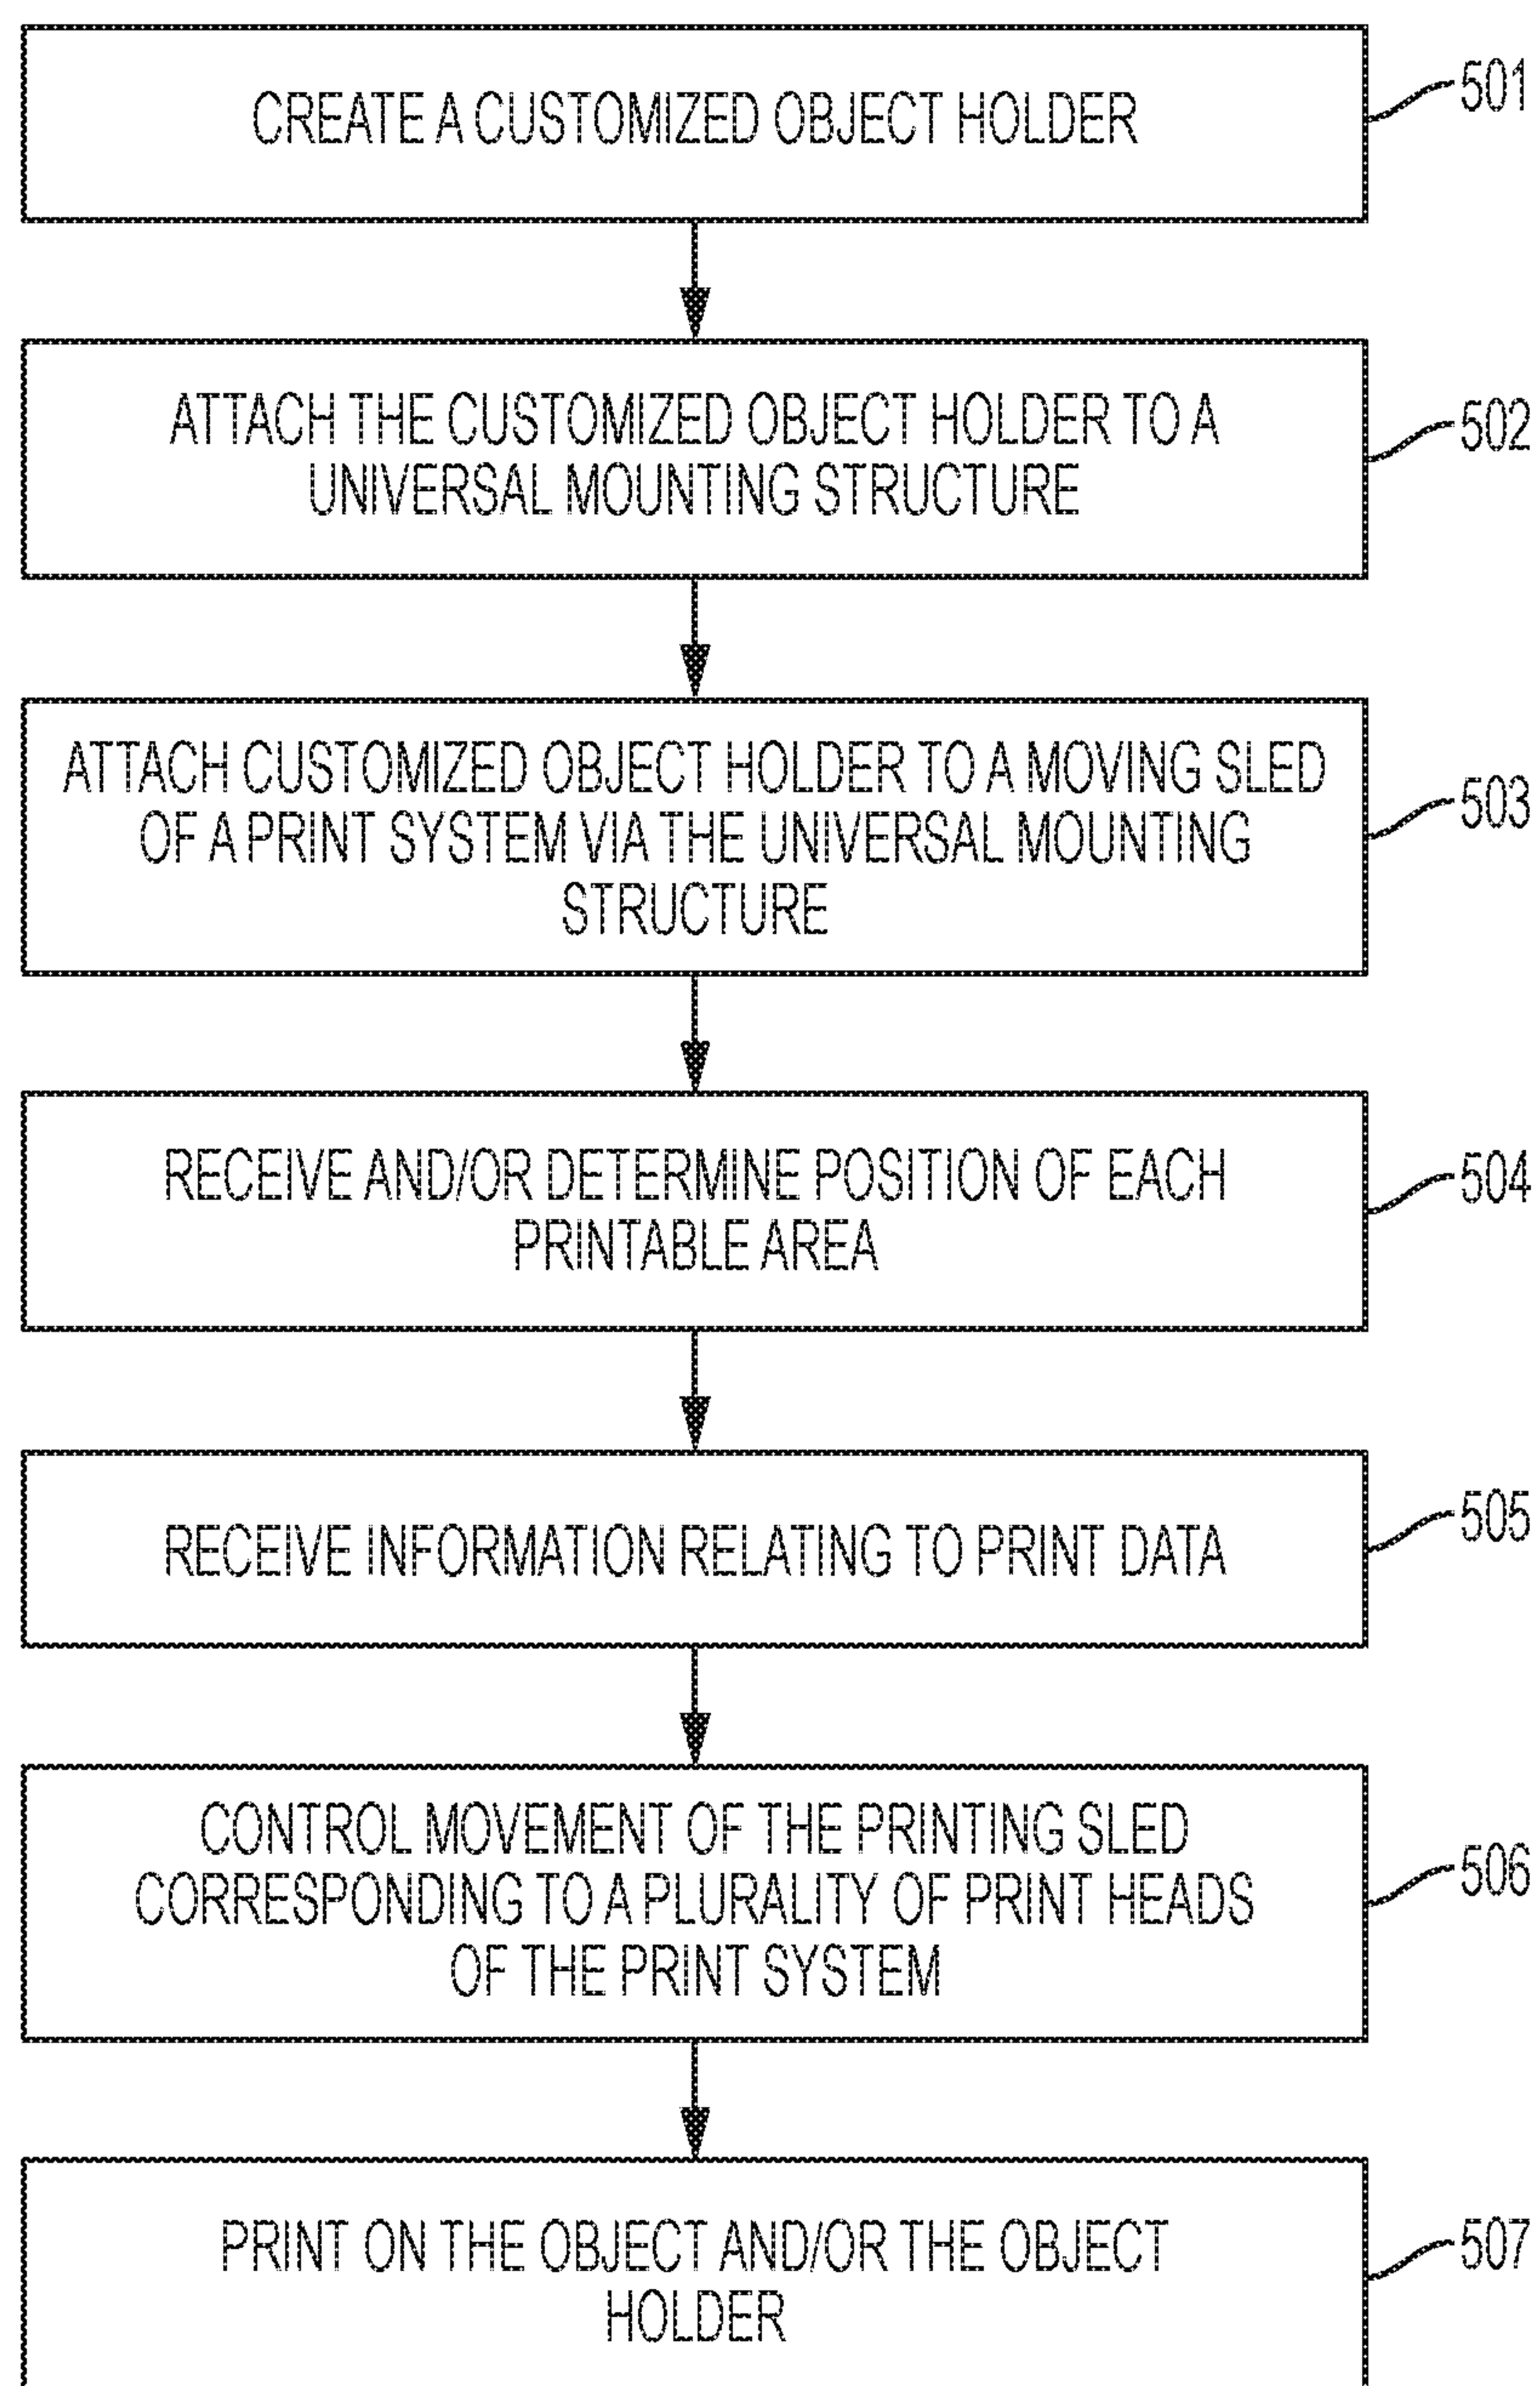 CREATE A CUSTOMIZED OBJECT HOLDER
501
ATTACH THE CUSTOMIZED OBJECT HOLDER TO A
UNIVERSAL MOUNTING STRUCTURE
502
ATTACH CUSTOMIZED OBJECT HOLDER TO A MOVING SLED
OF A PRINT SYSTEM VIA THE UNIVERSAL MOUNTING
STRUCTURE
503
RECEIVE AND/OR DETERMINE POSITION OF EACH
PRINTABLE AREA
504
RECEIVE INFORMATION RELATING TO PRINT DATA
505
CONTROL MOVEMENT OF THE PRINTING SLED
CORRESPONDING TO A PLURALITY OF PRINT HEADS
OF THE PRINT SYSTEM
506
PRINT ON THE OBJECT AND/OR THE OBJECT
HOLDER
507